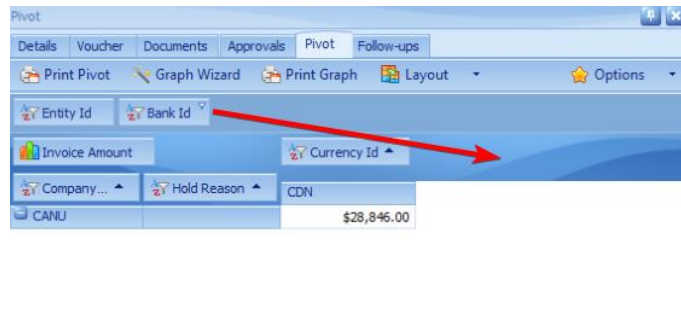 Pivot
Details Voucher Documents Approvals Pivot Follow-ups
Print Pivot Graph Wizard Print Graph Layout Options
Entity Id Bank Id
Invoice Amount Currency Id
Company... Hold Reason CDN
CANU $28,846.00